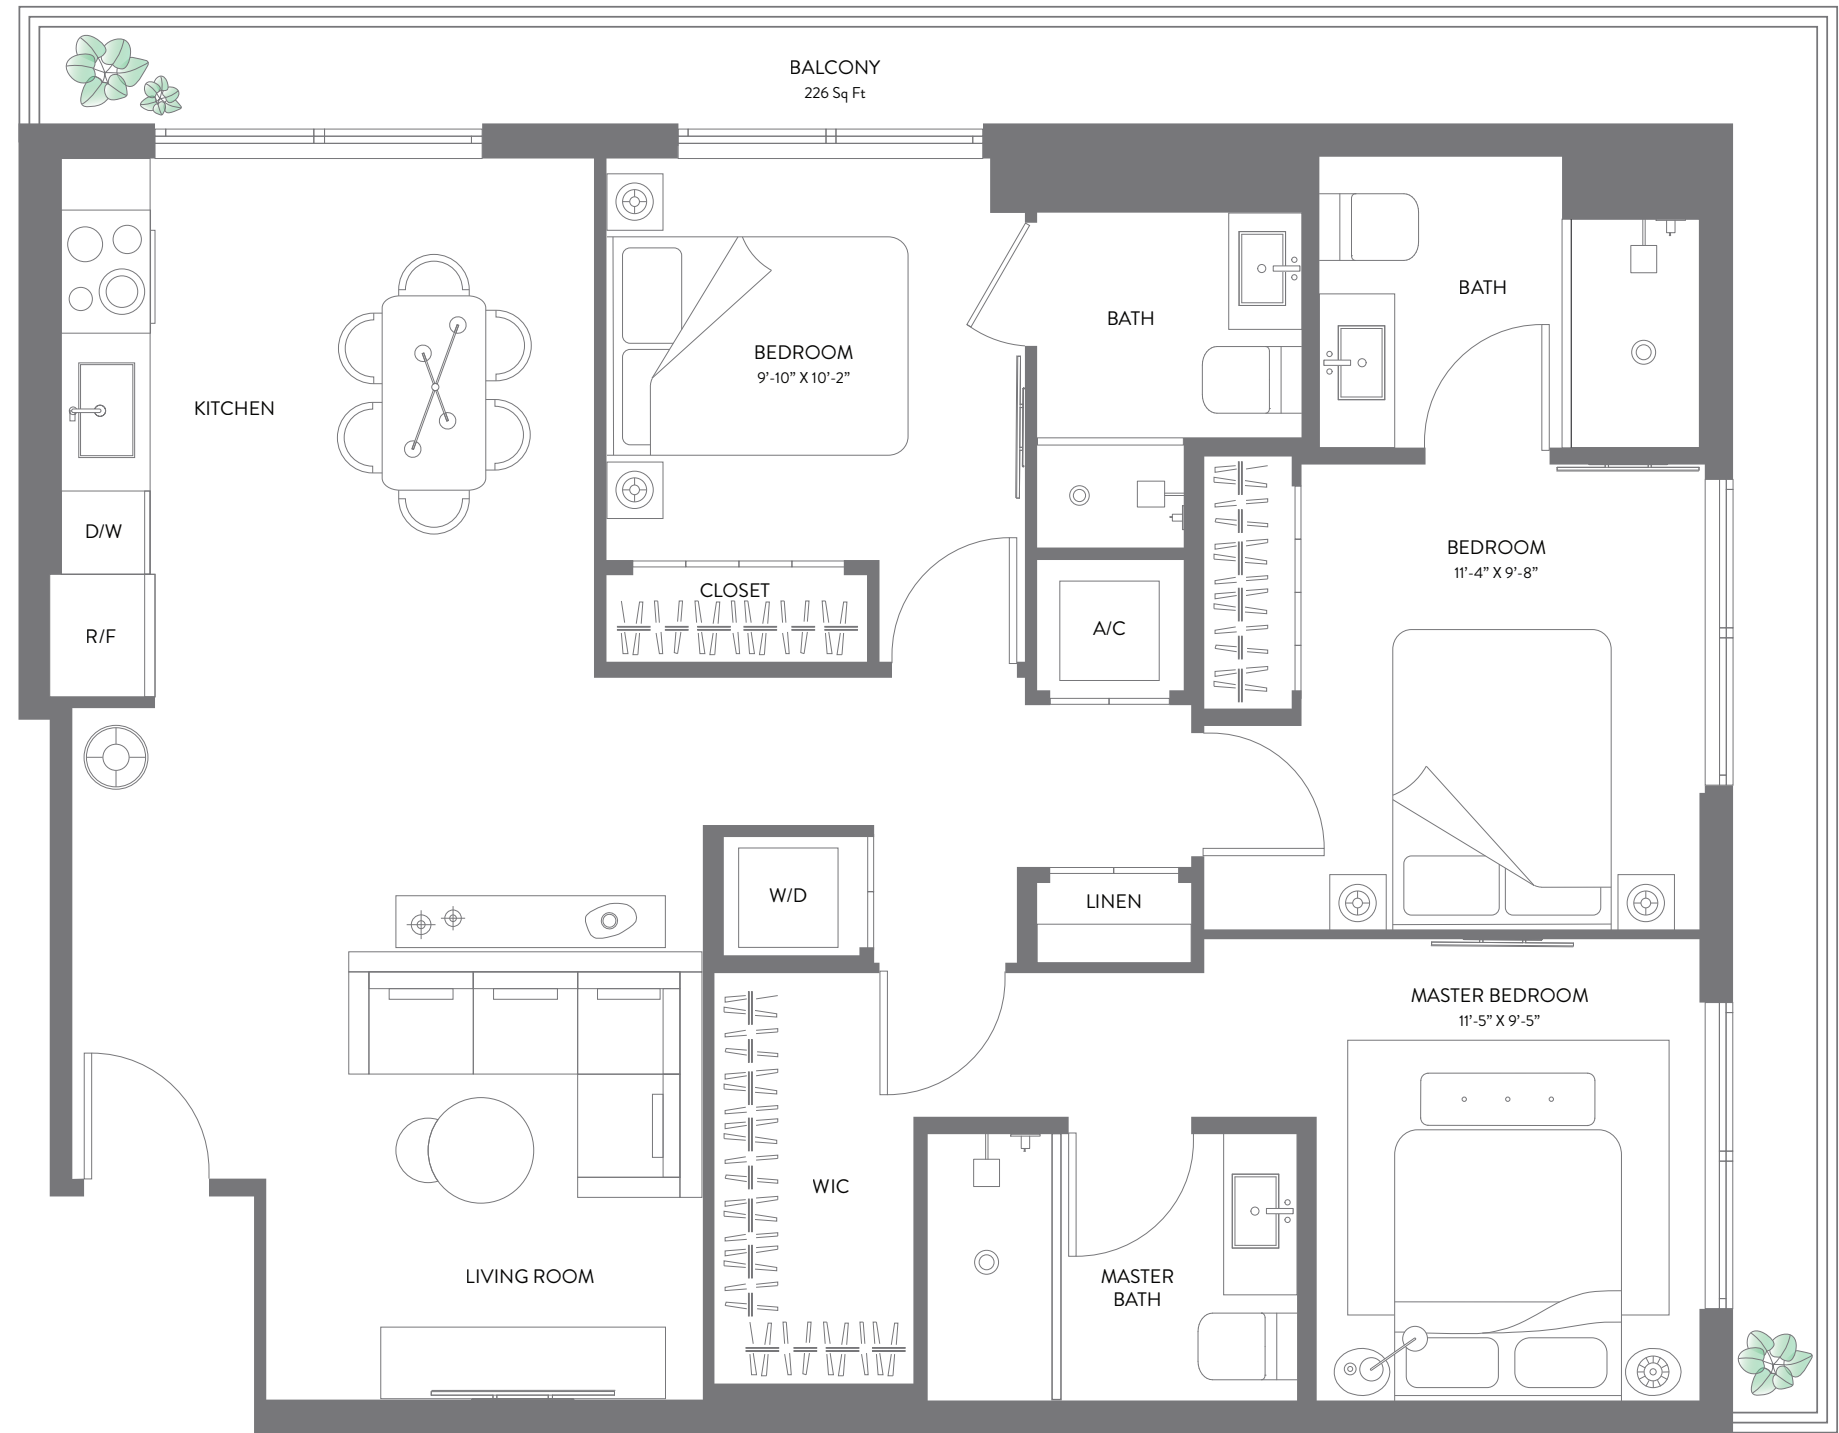 BALCONY
226 Sq Ft
KITCHEN
BEDROOM
9'-10" X 10'-2"
BATH
BATH
D/W
R/F
CLOSET
A/C
BEDROOM
11'-4" X 9'-8"
W/D
LINEN
MASTER BEDROOM
11'-5" X 9'-5"
WIC
LIVING ROOM
MASTER
BATH